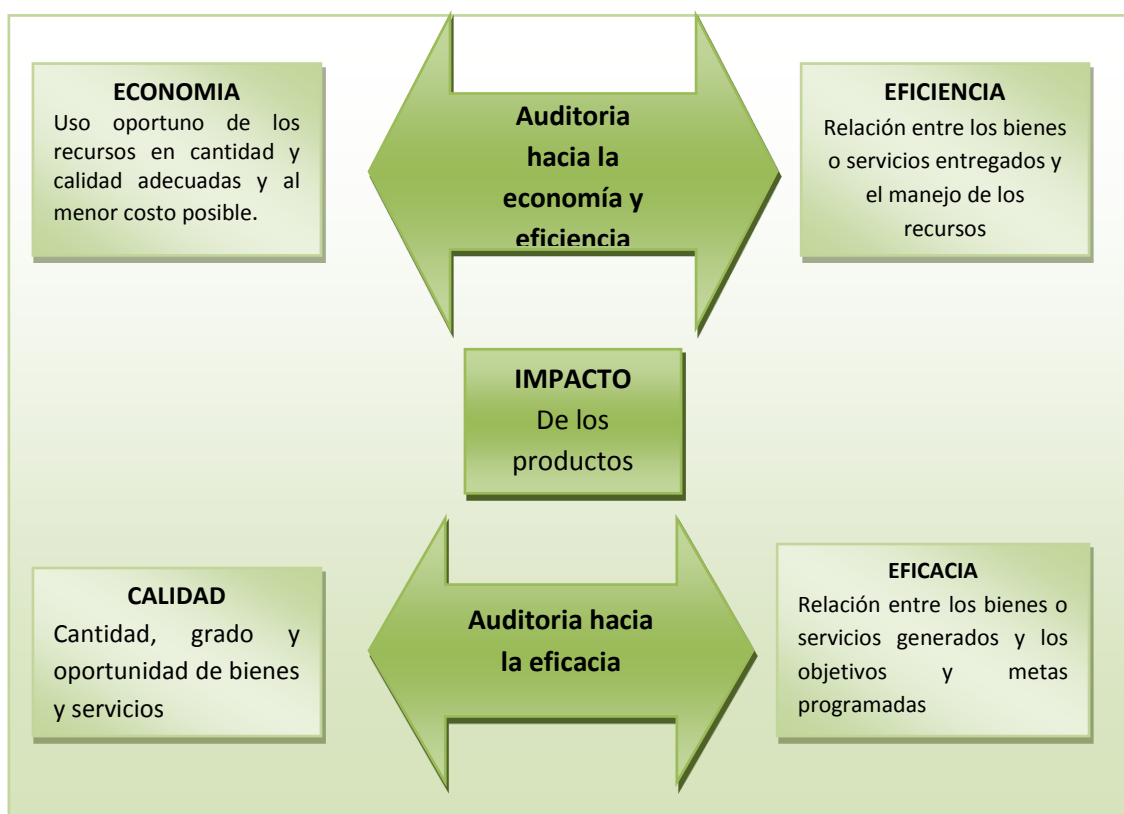 ECONOMIA
Uso oportuno de los
recursos en cantidad y
calidad adecuadas y al
menor costo posible.
Auditoria
hacia la
economía y
eficiencia
EFICIENCIA
Relación entre los bienes
o servicios entregados y
el manejo de los
recursos
IMPACTO
De los
productos
CALIDAD
Cantidad, grado y
oportunidad de bienes
y servicios
Auditoria hacia
la eficacia
EFICACIA
Relación entre los bienes o
servicios generados y los
objetivos y metas
programadas